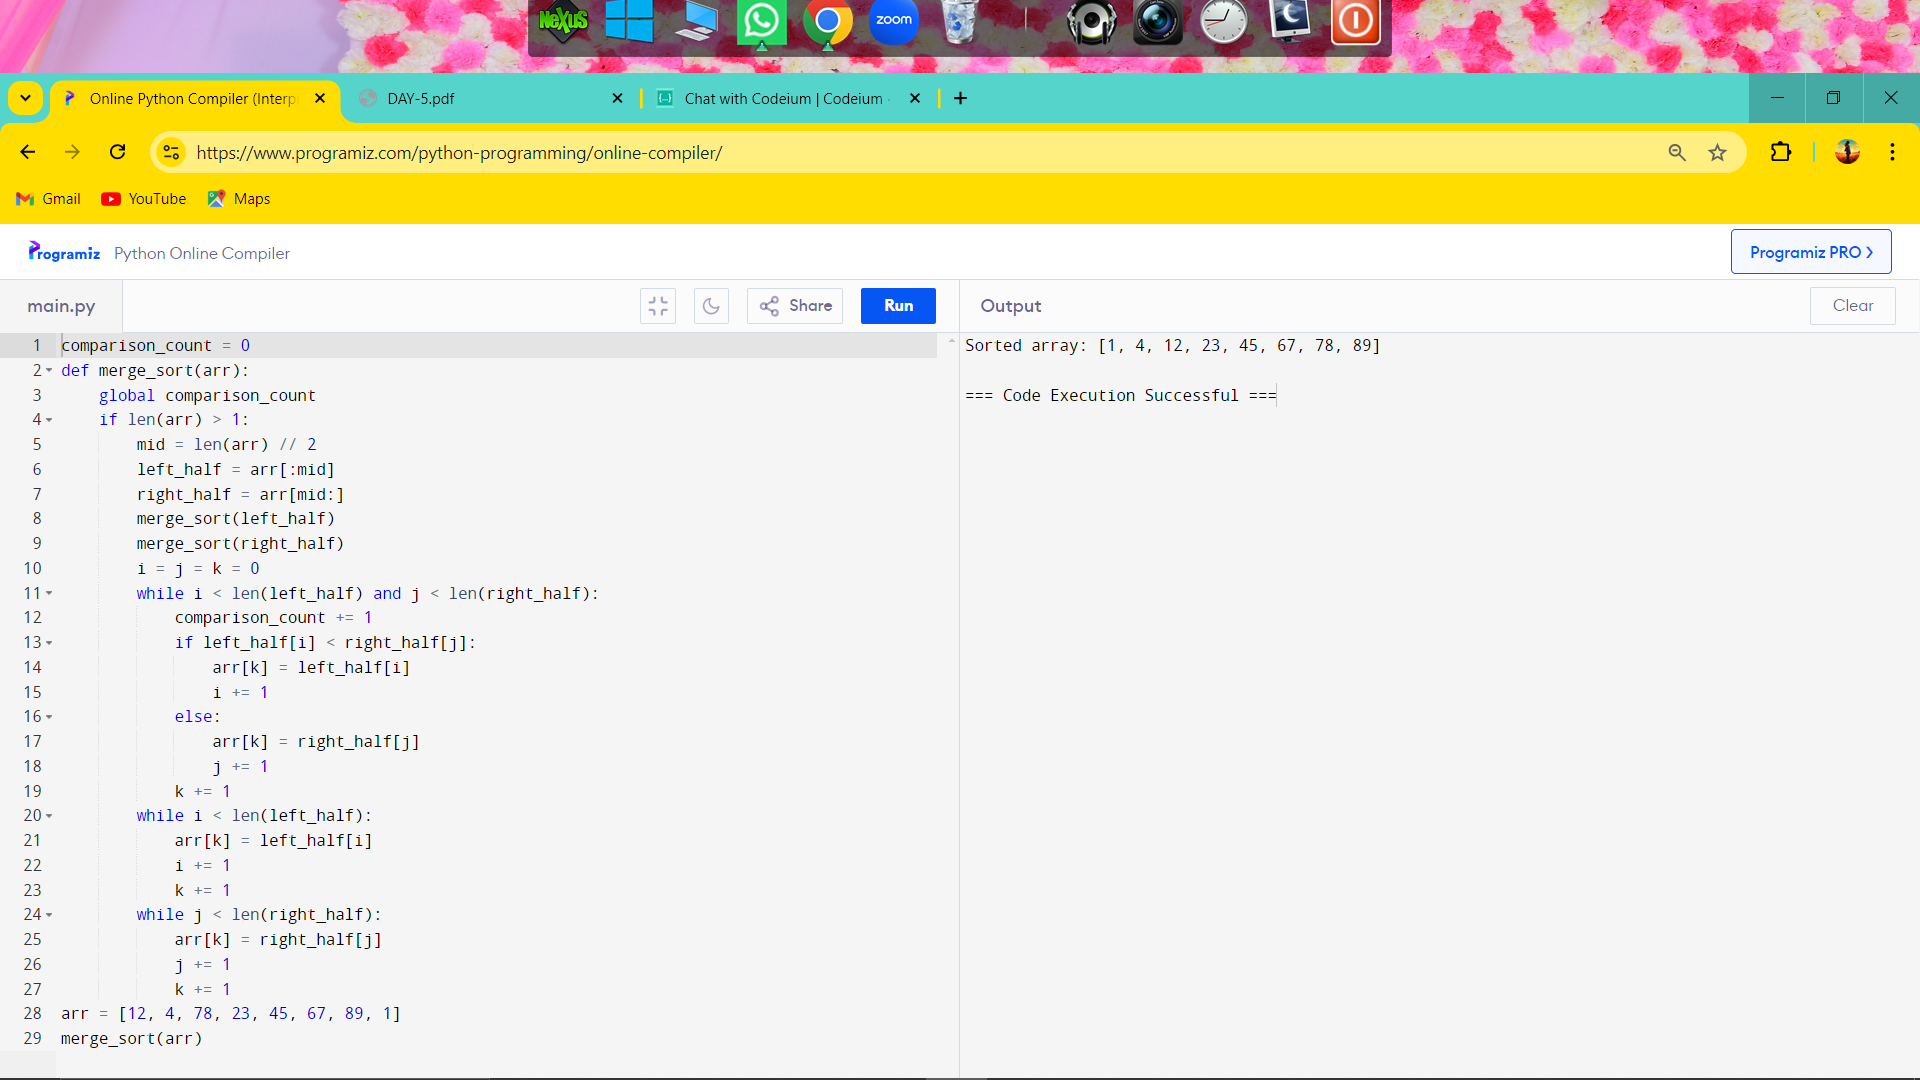 NeXuS
zoom
Online Python Compiler (Interp
DAY-5.pdf
Chat with Codeium | Codeium
https://www.programiz.com/python-programming/online-compiler/
Gmail
YouTube
Maps
Programiz
Python Online Compiler
Programiz PRO >
main.py
Share
Run
Output
Clear
1 comparison_count = 0
2 def merge_sort(arr):
3 global comparison_count
4 if len(arr) > 1:
5 mid = len(arr) // 2
6 left_half = arr[:mid]
7 right_half = arr[mid:]
8 merge_sort(left_half)
9 merge_sort(right_half)
10 i = j = k = 0
11 while i < len(left_half) and j < len(right_half):
12 comparison_count += 1
13 if left_half[i] < right_half[j]:
14 arr[k] = left_half[i]
15 i += 1
16 else:
17 arr[k] = right_half[j]
18 j += 1
19 k += 1
20 while i < len(left_half):
21 arr[k] = left_half[i]
22 i += 1
23 k += 1
24 while j < len(right_half):
25 arr[k] = right_half[j]
26 j += 1
27 k += 1
28 arr = [12, 4, 78, 23, 45, 67, 89, 1]
29 merge_sort(arr)
Sorted array: [1, 4, 12, 23, 45, 67, 78, 89]
=== Code Execution Successful ===